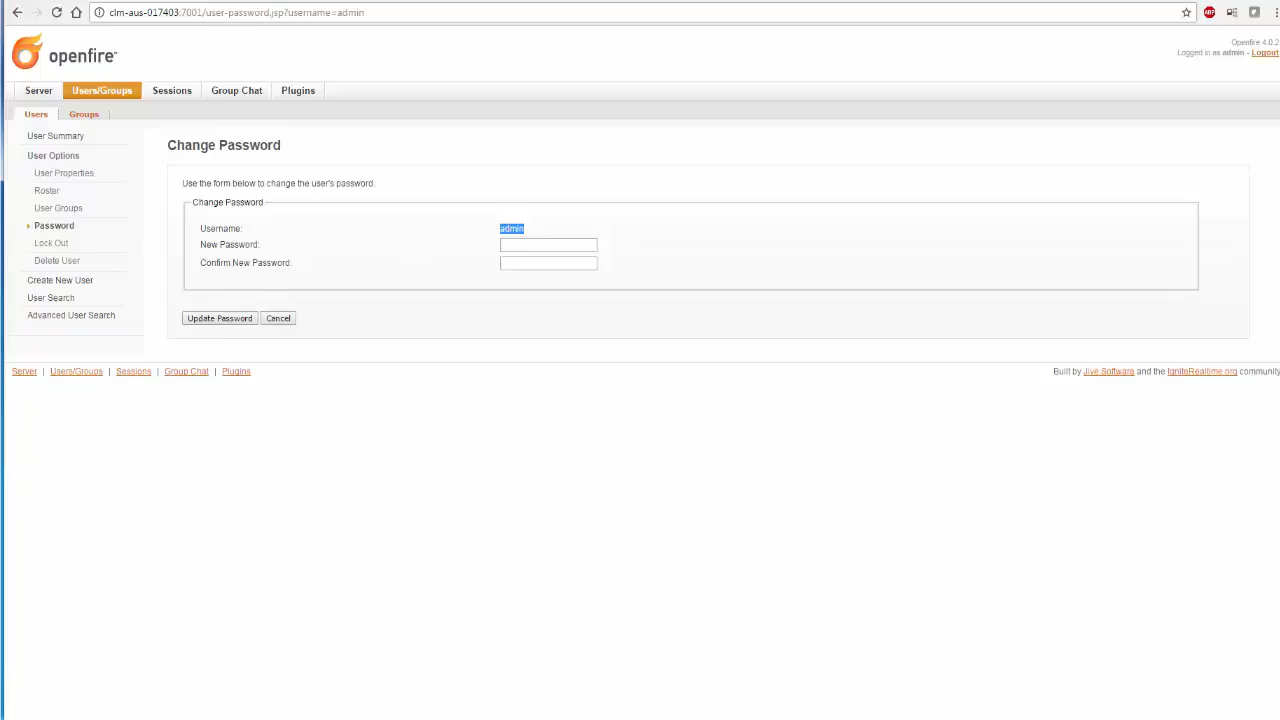 clm-aus-017403:7001/user-password.jsp?username=admin
ABP
openfire™
Openfire 4.0.2
Logged in as admin - Logout
Server Users/Groups Sessions Group Chat Plugins
Users Groups
User Summary
User Options
User Properties
Roster
User Groups
Password
Lock Out
Delete User
Create New User
User Search
Advanced User Search
Change Password
Use the form below to change the user's password.
Change Password
Username: admin
New Password:
Confirm New Password:
Update Password Cancel
Server | Users/Groups | Sessions | Group Chat | Plugins
Built by Jive Software and the IgniteRealtime.org community